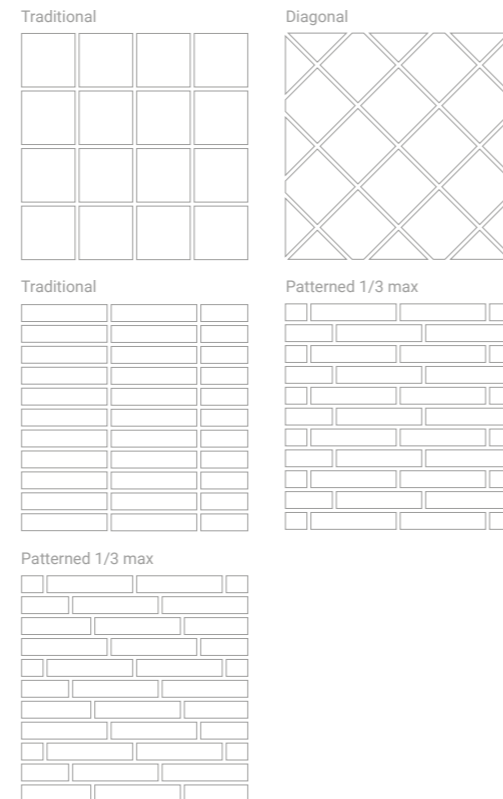 Traditional
Diagonal
Traditional
Patterned 1/3 max
Patterned 1/3 max